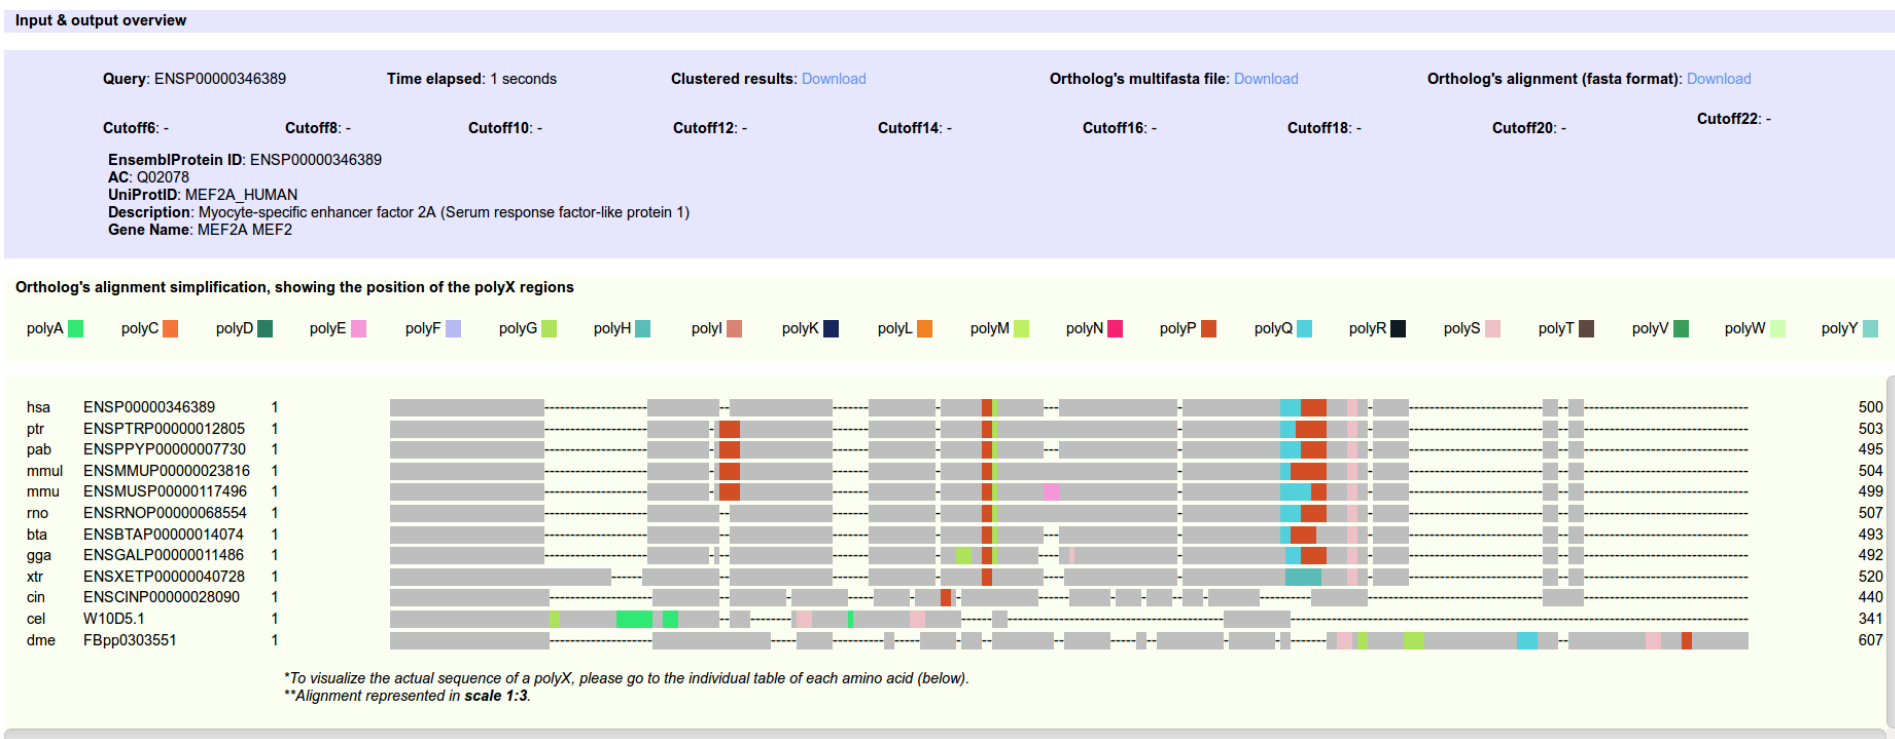 Input & output overview
Query: ENSP00000346389 Time elapsed: 1 seconds Clustered results: Download Ortholog's multifasta file: Download Ortholog's alignment (fasta format): Download
Cutoff6: - Cutoff8: - Cutoff10: - Cutoff12: - Cutoff14: - Cutoff16: - Cutoff18: - Cutoff20: - Cutoff22: -
EnsemblProtein ID: ENSP00000346389
AC: Q02078
UniProtID: MEF2A_HUMAN
Description: Myocyte-specific enhancer factor 2A (Serum response factor-like protein 1)
Gene Name: MEF2A MEF2
Ortholog's alignment simplification, showing the position of the polyX regions
polyA polyC polyD polyE polyF polyG polyH polyI polyK polyL polyM polyN polyP polyQ polyR polyS polyT polyV polyW polyY
hsa ENSP00000346389 1 500
ptr ENSPTRP00000012805 1 503
pab ENSPPYP00000007730 1 495
mmul ENSMMUP00000023816 1 504
mmu ENSMUSP00000117496 1 499
rno ENSRNOP00000068554 1 507
bta ENSBTAP00000014074 1 493
gga ENSGALP00000011486 1 492
xtr ENSXETP00000040728 1 520
cin ENSCINP00000028090 1 440
cel W10D5.1 1 341
dme FBpp0303551 1 607
*To visualize the actual sequence of a polyX, please go to the individual table of each amino acid (below).
**Alignment represented in scale 1:3.